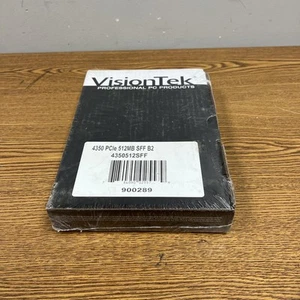 VisionTek
PROFESSIONAL PC PRODUCTS
4350 PCIe 512MB SFF B2
4350512SFF
900289